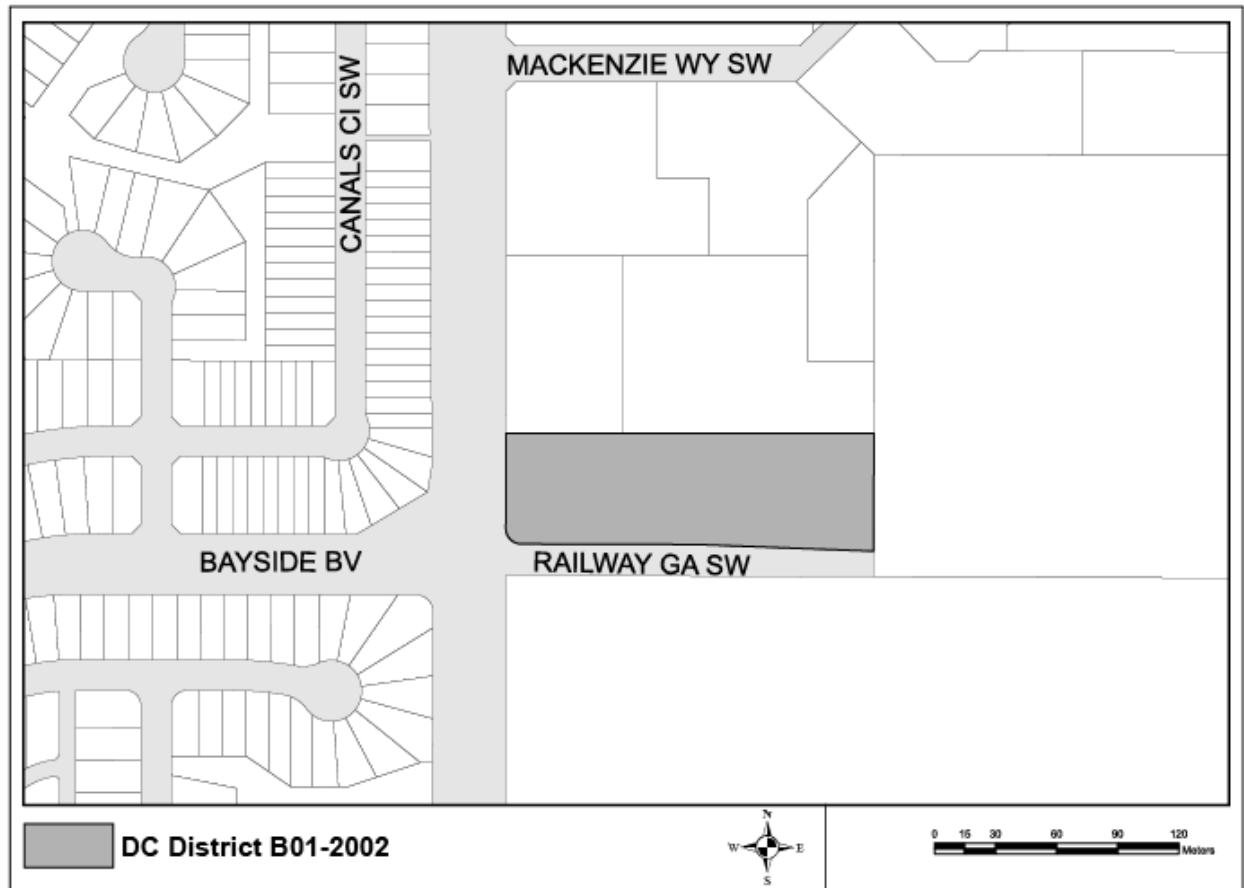 MACKENZIE WY SW
CANALS CI SW
BAYSIDE BV
RAILWAY GA SW
DC District B01-2002
N
W E
S
0 15 30 60 90 120
Meters